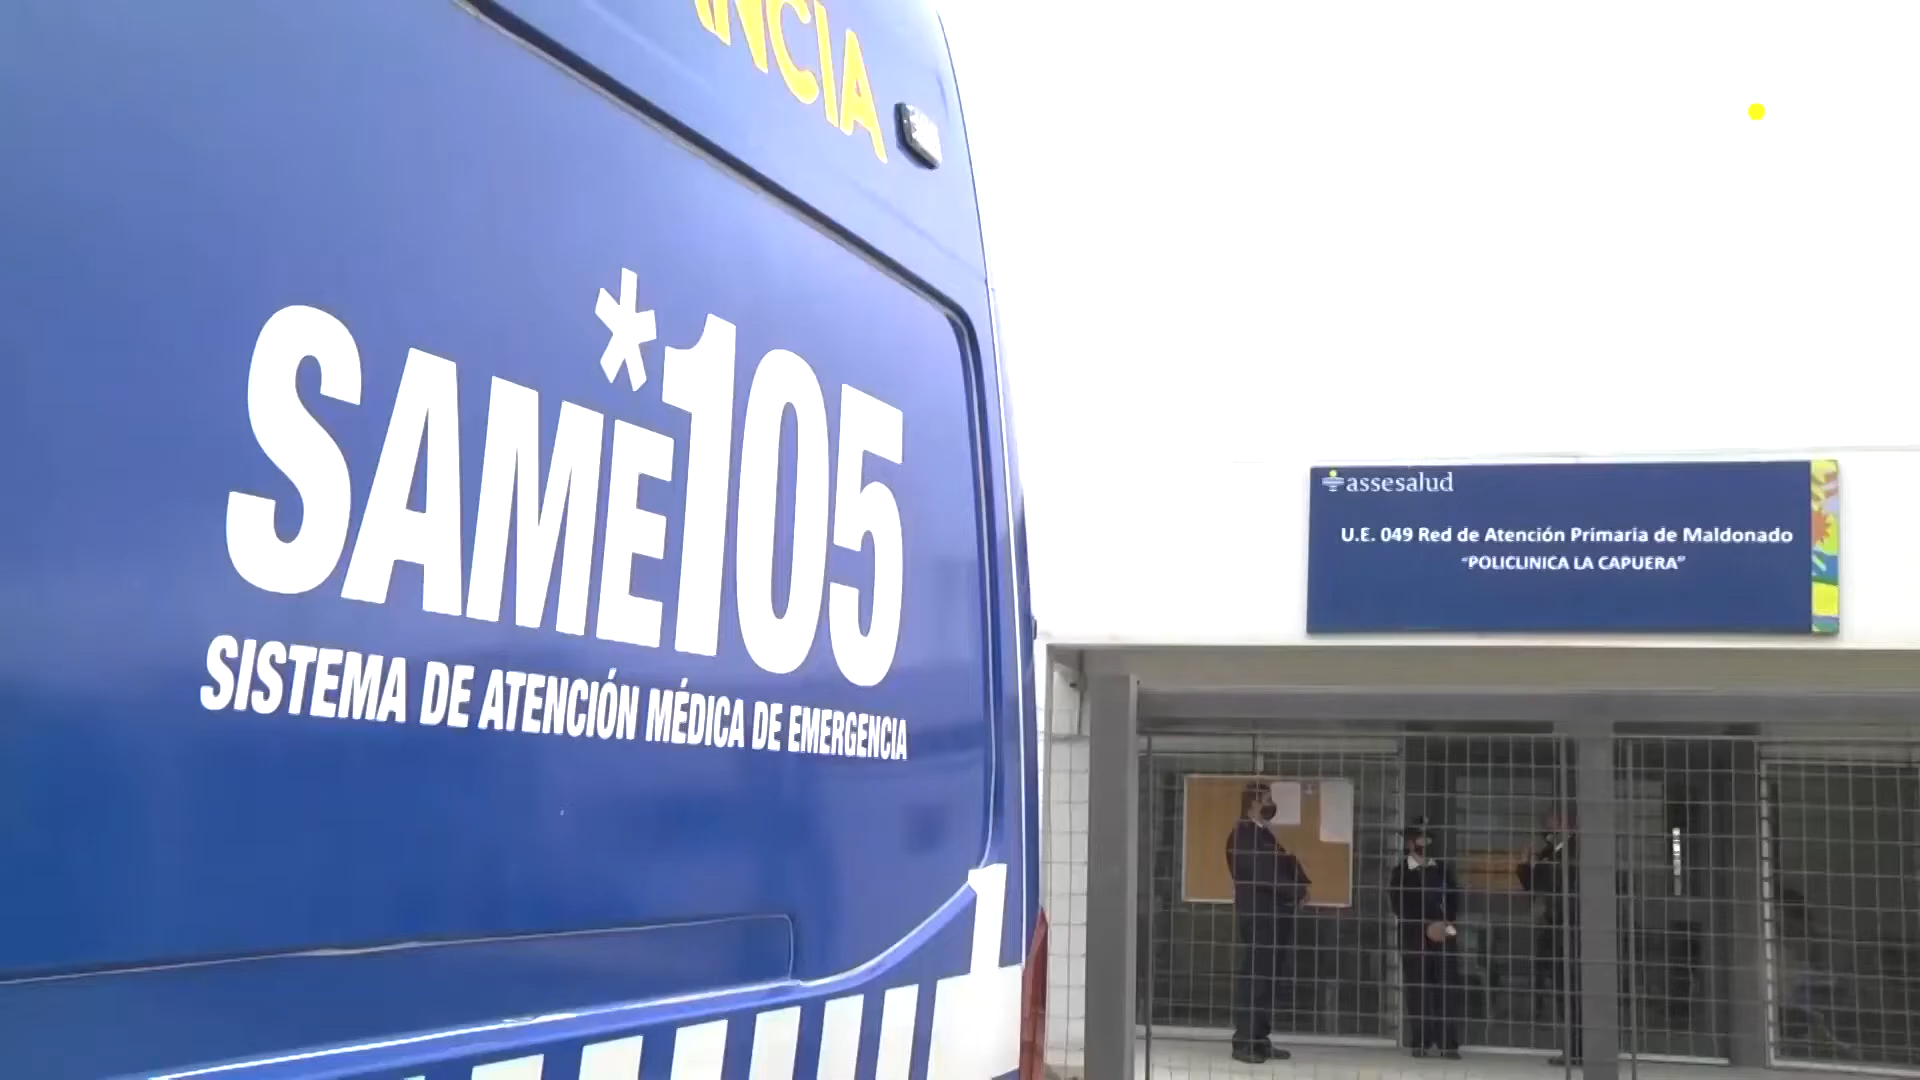 SAME*105
SISTEMA DE ATENCIÓN MÉDICA DE EMERGENCIA
assesalud
U.E. 049 Red de Atención Primaria de Maldonado
“POLICLINICA LA CAPUERA”